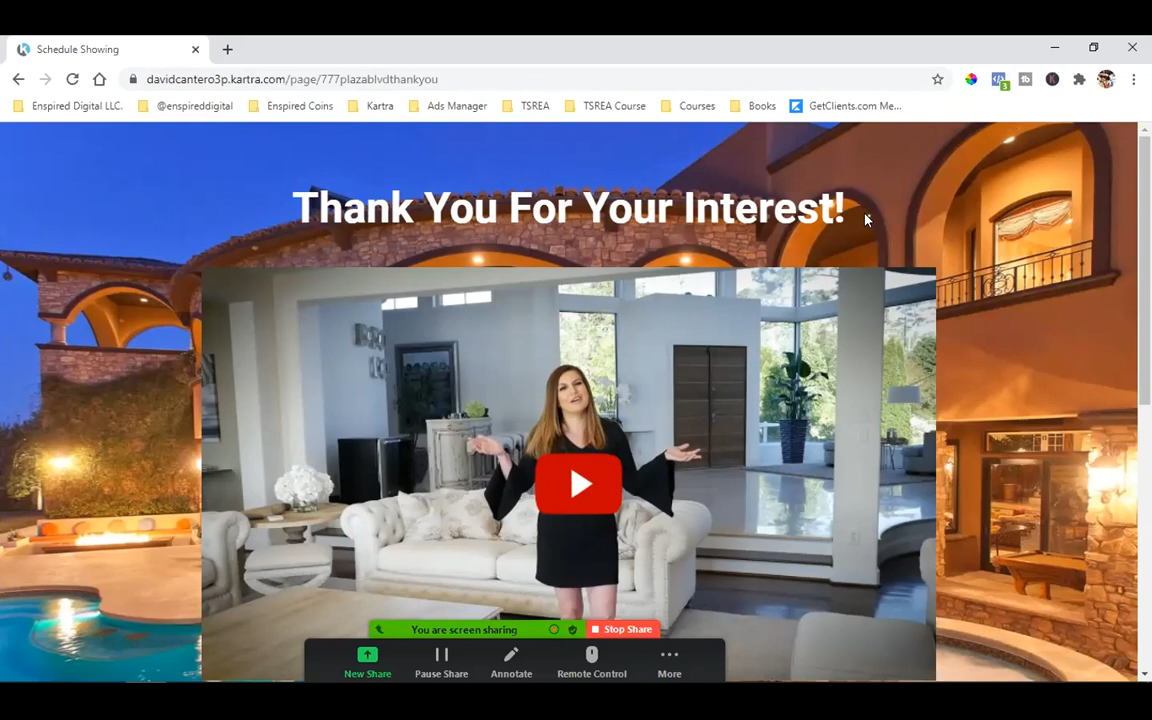 Schedule Showing
davidcantero3p.kartra.com/page/777plazablvdthankyou
3
tb
K
Enspired Digital LLC. @enspireddigital Enspired Coins Kartra Ads Manager TSREA TSREA Course Courses Books GetClients.com Me...
Thank You For Your Interest!
You are screen sharing Stop Share
New Share Pause Share Annotate Remote Control More